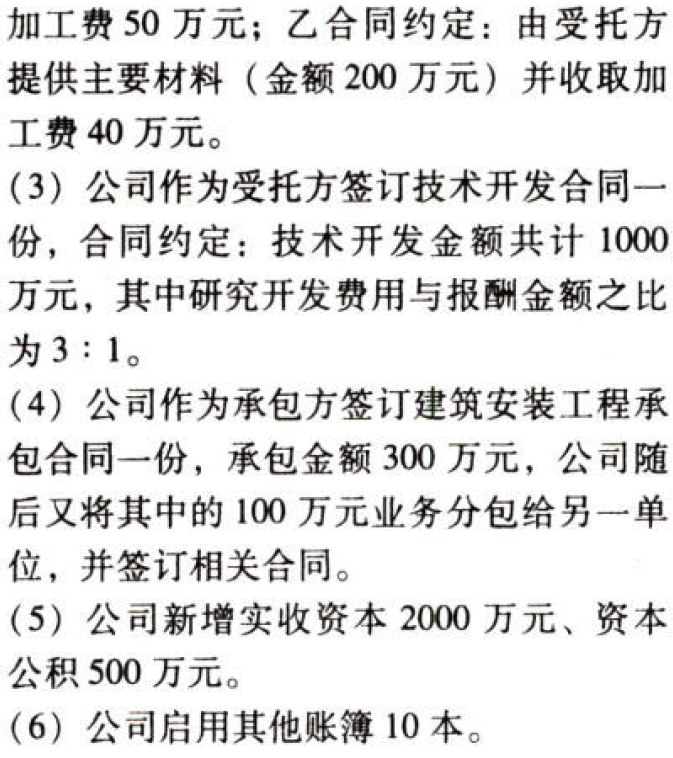 加工费 50 万元；乙合同约定：由受托方
提供主要材料（金额 200 万元）并收取加
工费 40 万元。
（3）公司作为受托方签订技术开发合同一
份，合同约定：技术开发金额共计 1000
万元，其中研究开发费用与报酬金额之比
为 3∶1。
（4）公司作为承包方签订建筑安装工程承
包合同一份，承包金额 300 万元，公司随
后又将其中的 100 万元业务分包给另一单
位，并签订相关合同。
（5）公司新增实收资本 2000 万元、资本
公积 500 万元。
（6）公司启用其他账簿 10 本。